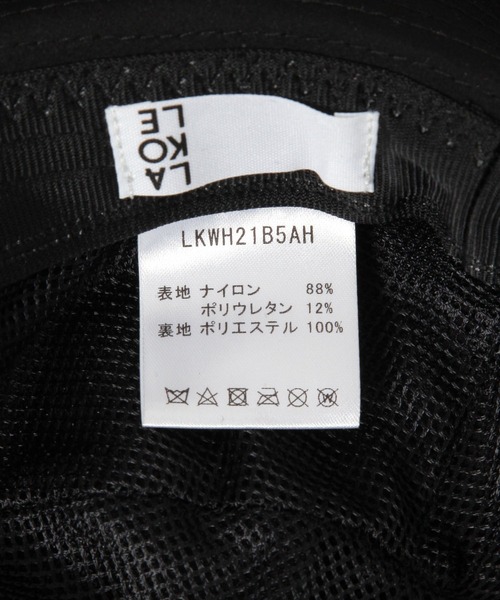 LA
KO
LE
LKWH21B5AH
表地 ナイロン 88%
ポリウレタン 12%
裏地 ポリエステル 100%
W